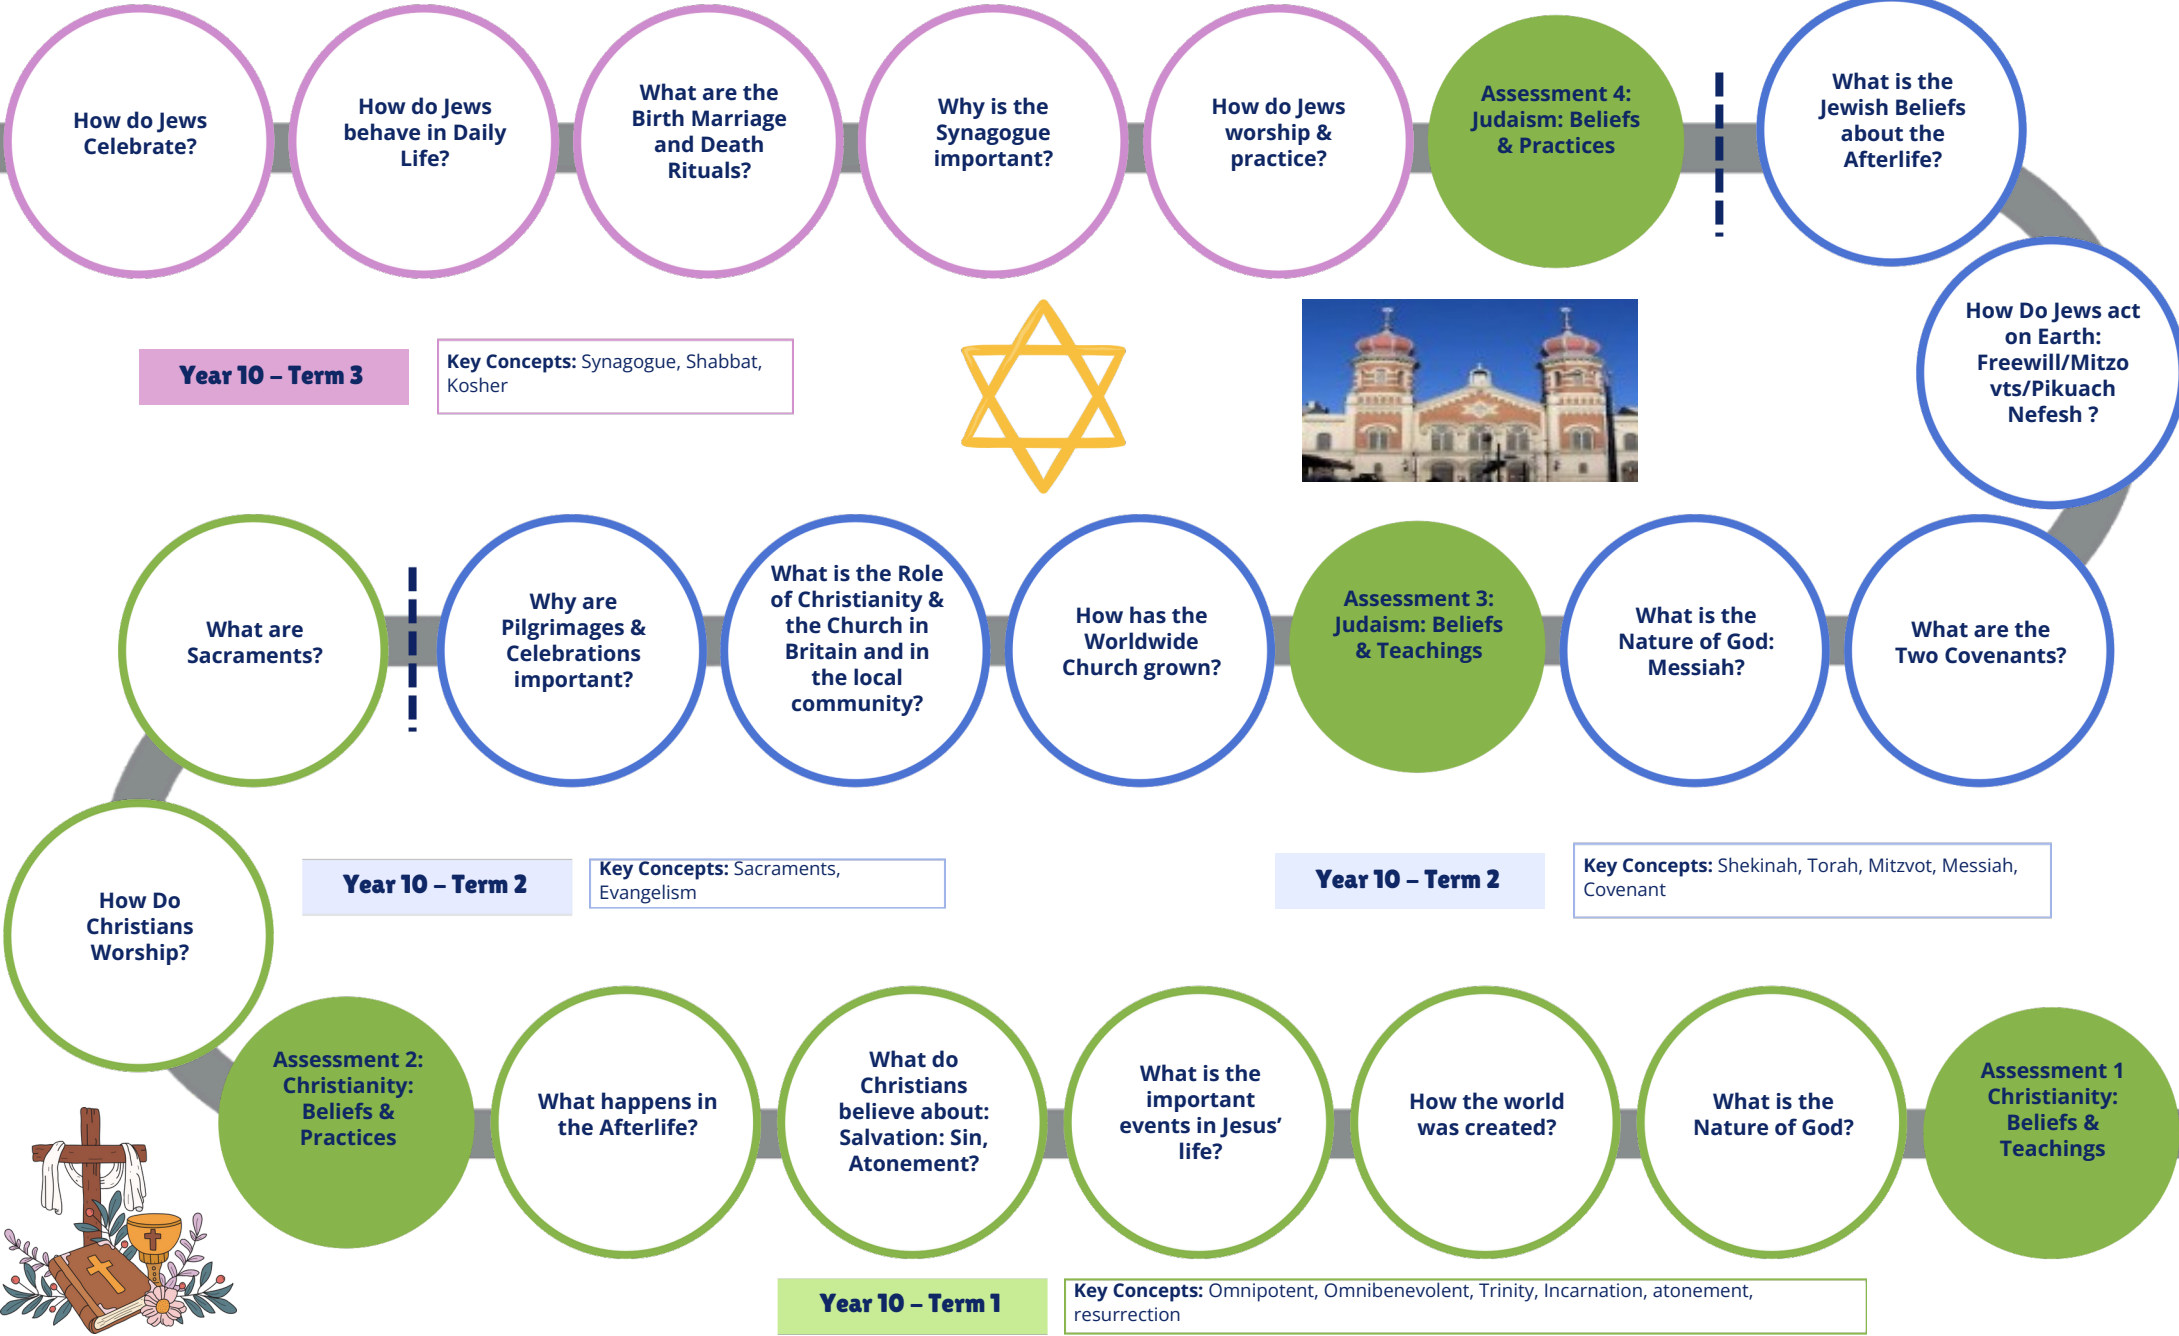 How do Jews
Celebrate?
How do Jews
behave in Daily
Life?
What are the
Birth Marriage
and Death
Rituals?
Why is the
Synagogue
important?
How do Jews
worship &
practice?
Assessment 4:
Judaism: Beliefs
& Practices
What is the
Jewish Beliefs
about the
Afterlife?
How Do Jews act
on Earth:
Freewill/Mitzo
vts/Pikuach
Nefesh ?
Year 10 – Term 3
Key Concepts: Synagogue, Shabbat,
Kosher
What are
Sacraments?
Why are
Pilgrimages &
Celebrations
important?
What is the Role
of Christianity &
the Church in
Britain and in
the local
community?
How has the
Worldwide
Church grown?
Assessment 3:
Judaism: Beliefs
& Teachings
What is the
Nature of God:
Messiah?
What are the
Two Covenants?
How Do
Christians
Worship?
Year 10 – Term 2
Key Concepts: Sacraments,
Evangelism
Year 10 – Term 2
Key Concepts: Shekinah, Torah, Mitzvot, Messiah,
Covenant
Assessment 2:
Christianity:
Beliefs &
Practices
What happens in
the Afterlife?
What do
Christians
believe about:
Salvation: Sin,
Atonement?
What is the
important
events in Jesus’
life?
How the world
was created?
What is the
Nature of God?
Assessment 1
Christianity:
Beliefs &
Teachings
Year 10 – Term 1
Key Concepts: Omnipotent, Omnibenevolent, Trinity, Incarnation, atonement,
resurrection